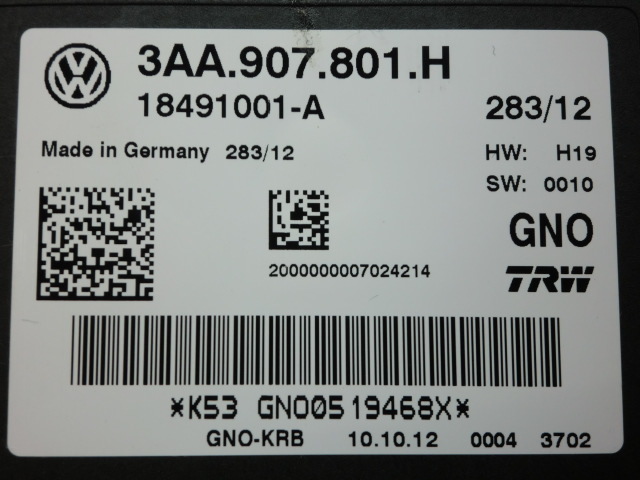 3AA.907.801.H
18491001-A 283/12
Made in Germany 283/12 HW: H19
SW: 0010
GNO
2000000007024214
TRW
*K53 GNO0519468X*
GNO-KRB 10.10.12 0004 3702